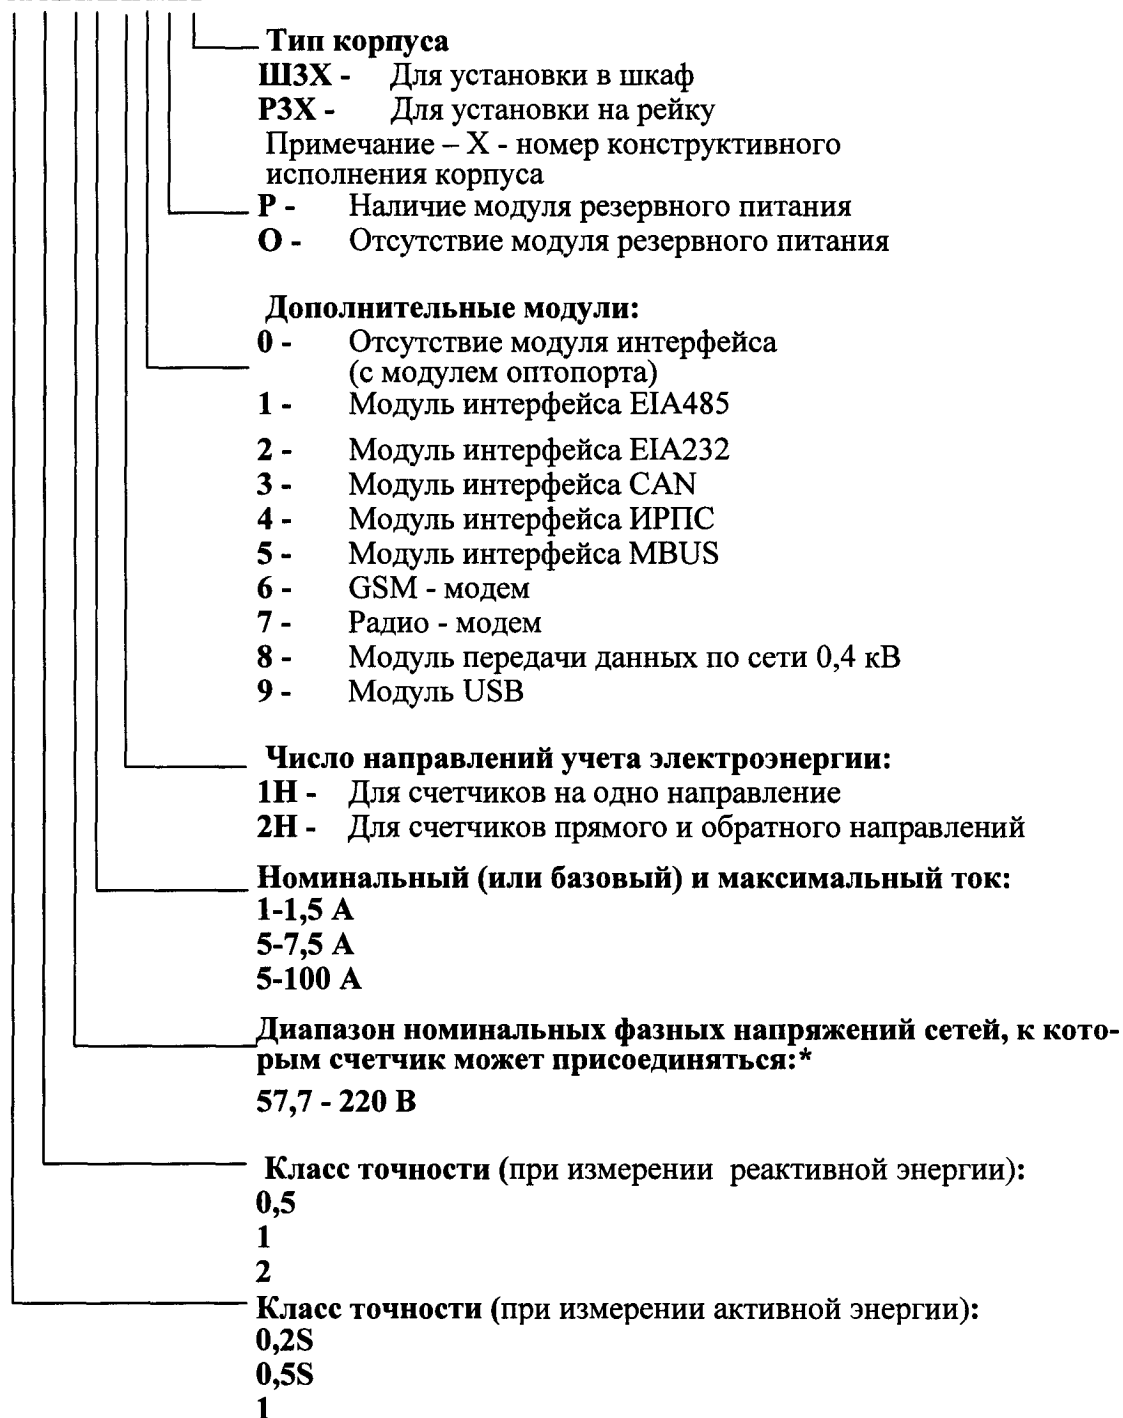 Тип корпуса
Ш3Х - Для установки в шкаф
Р3Х - Для установки на рейку
Примечание – Х - номер конструктивного
исполнения корпуса
Р - Наличие модуля резервного питания
О - Отсутствие модуля резервного питания
Дополнительные модули:
0 - Отсутствие модуля интерфейса
(с модулем оптопорта)
1 - Модуль интерфейса EIA485
2 - Модуль интерфейса EIA232
3 - Модуль интерфейса CAN
4 - Модуль интерфейса ИРПС
5 - Модуль интерфейса MBUS
6 - GSM - модем
7 - Радио - модем
8 - Модуль передачи данных по сети 0,4 кВ
9 - Модуль USB
Число направлений учета электроэнергии:
1Н - Для счетчиков на одно направление
2Н - Для счетчиков прямого и обратного направлений
Номинальный (или базовый) и максимальный ток:
1-1,5 А
5-7,5 А
5-100 А
Диапазон номинальных фазных напряжений сетей, к кото-
рым счетчик может присоединяться:*
57,7 - 220 В
Класс точности (при измерении реактивной энергии):
0,5
1
2
Класс точности (при измерении активной энергии):
0,2S
0,5S
1